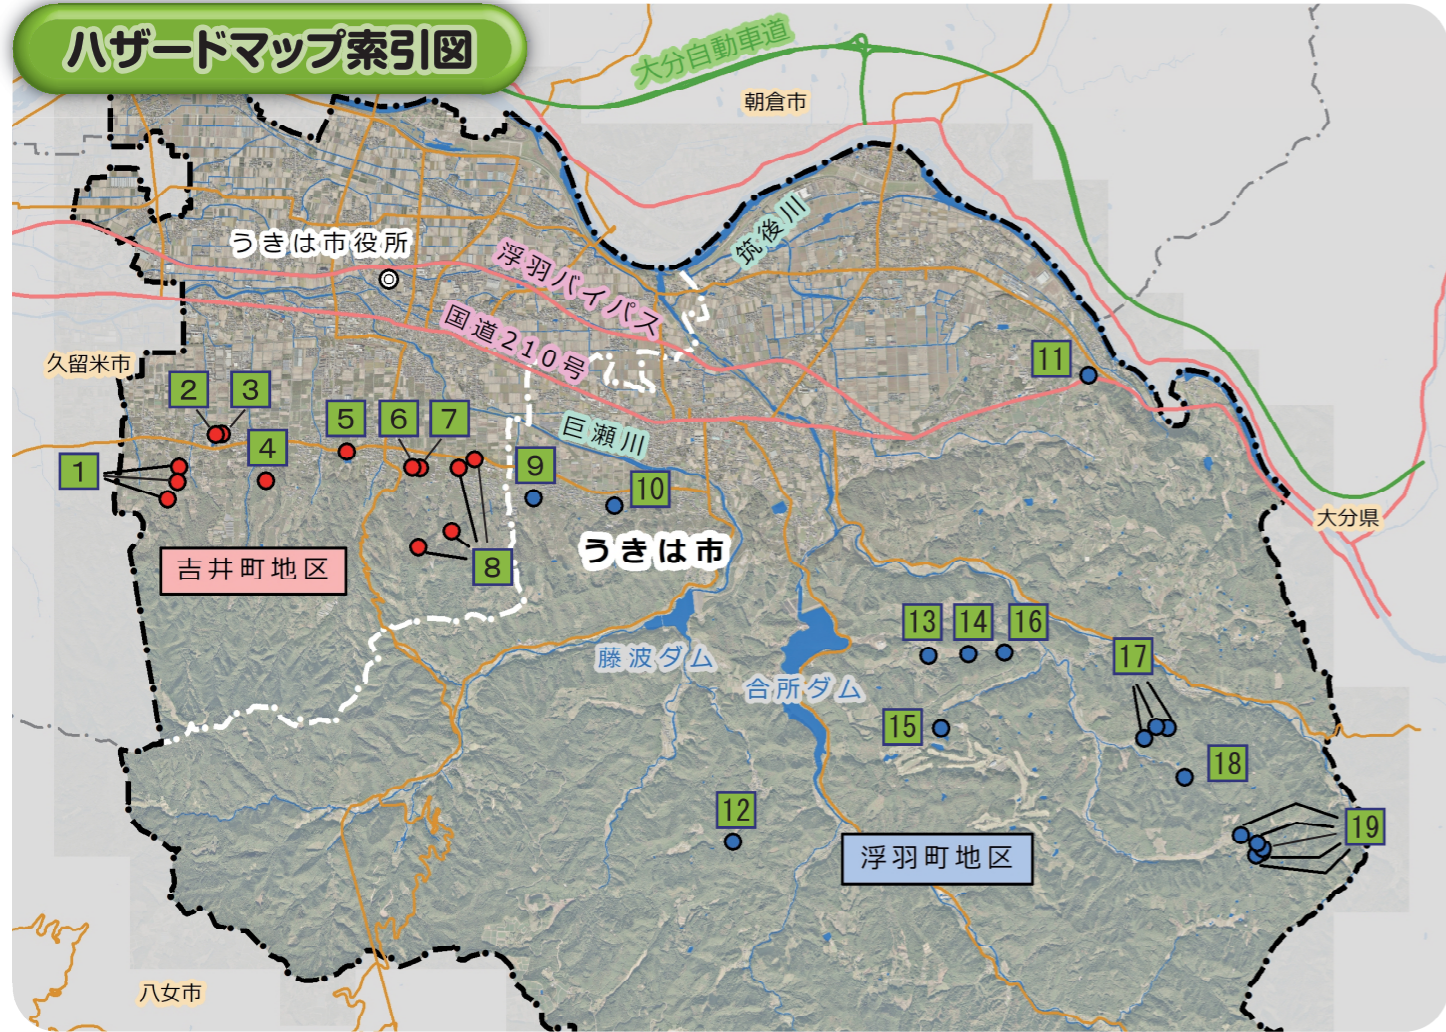 ハザードマップ索引図
大分自動車道
朝倉市
筑後川
うきは市役所
浮羽バイパス
国道210号
久留米市
11
2
3
5
6
7
4
巨瀬川
1
9
10
大分県
うきは市
8
吉井町地区
13
14
16
藤波ダム
17
合所ダム
15
18
12
19
浮羽町地区
八女市